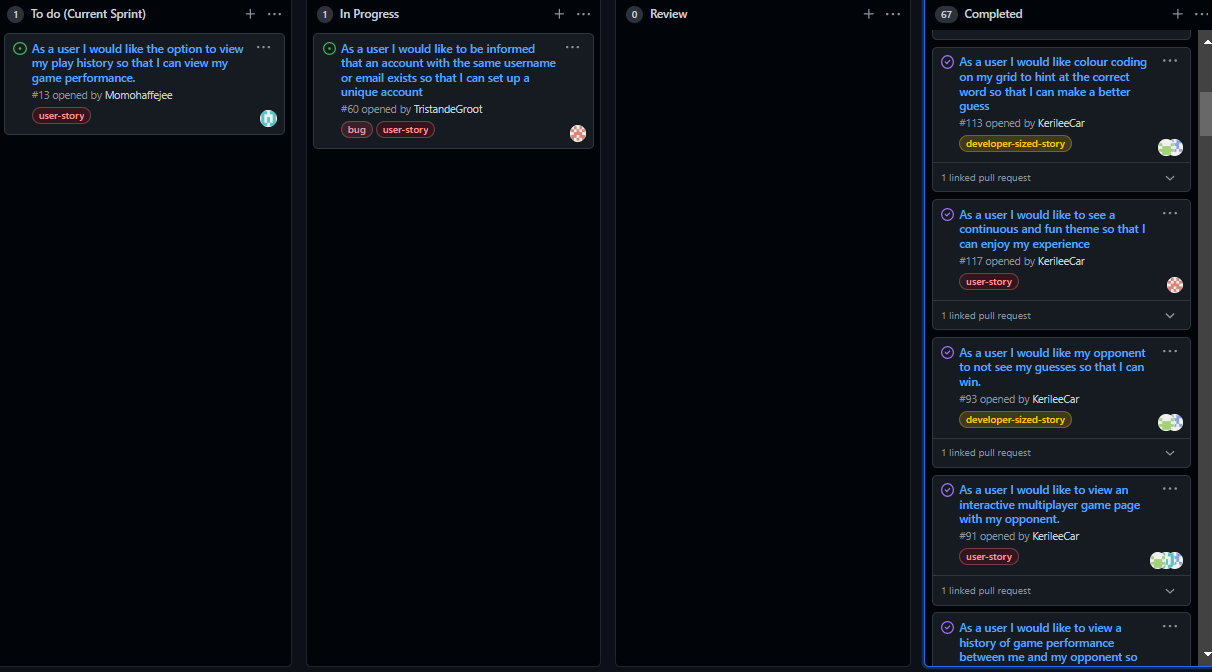 1 To do (Current Sprint)
As a user I would like the option to view
my play history so that I can view my
game performance.
#13 opened by Momohaffejee
user-story
1 In Progress
As a user I would like to be informed
that an account with the same username
or email exists so that I can set up a
unique account
#60 opened by TristandeGroot
bug user-story
0 Review
67 Completed
As a user I would like colour coding
on my grid to hint at the correct
word so that I can make a better
guess
#113 opened by KerileeCar
developer-sized-story
1 linked pull request
As a user I would like to see a
continuous and fun theme so that I
can enjoy my experience
#117 opened by KerileeCar
user-story
1 linked pull request
As a user I would like my opponent
to not see my guesses so that I can
win.
#93 opened by KerileeCar
developer-sized-story
1 linked pull request
As a user I would like to view an
interactive multiplayer game page
with my opponent.
#91 opened by KerileeCar
user-story
1 linked pull request
As a user I would like to view a
history of game performance
between me and my opponent so